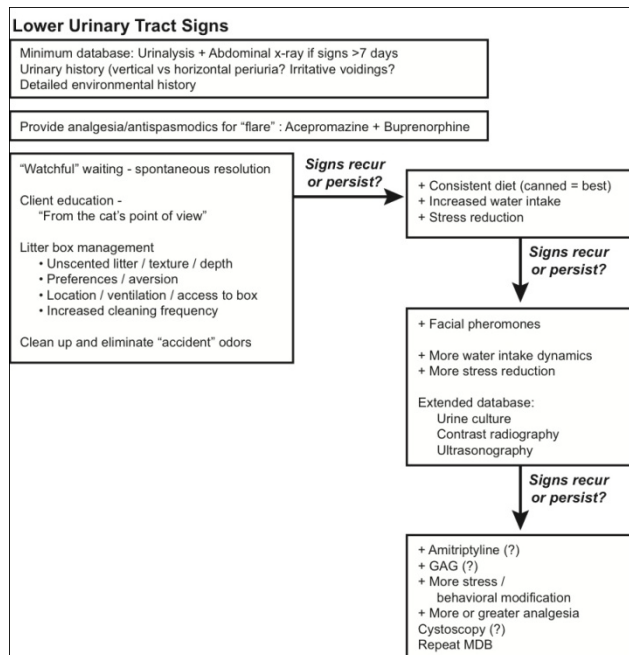 Lower Urinary Tract Signs
Minimum database: Urinalysis + Abdominal x-ray if signs >7 days
Urinary history (vertical vs horizontal periuria? Irritative voidings?
Detailed environmental history
Provide analgesia/antispasmodics for “flare” : Acepromazine + Buprenorphine
“Watchful” waiting - spontaneous resolution
Client education -
“From the cat’s point of view”
Litter box management
• Unscented litter / texture / depth
• Preferences / aversion
• Location / ventilation / access to box
• Increased cleaning frequency
Clean up and eliminate “accident” odors
Signs recur
or persist?
+ Consistent diet (canned = best)
+ Increased water intake
+ Stress reduction
Signs recur
or persist?
+ Facial pheromones
+ More water intake dynamics
+ More stress reduction
Extended database:
Urine culture
Contrast radiography
Ultrasonography
Signs recur
or persist?
+ Amitriptyline (?)
+ GAG (?)
+ More stress /
behavioral modification
+ More or greater analgesia
Cystoscopy (?)
Repeat MDB